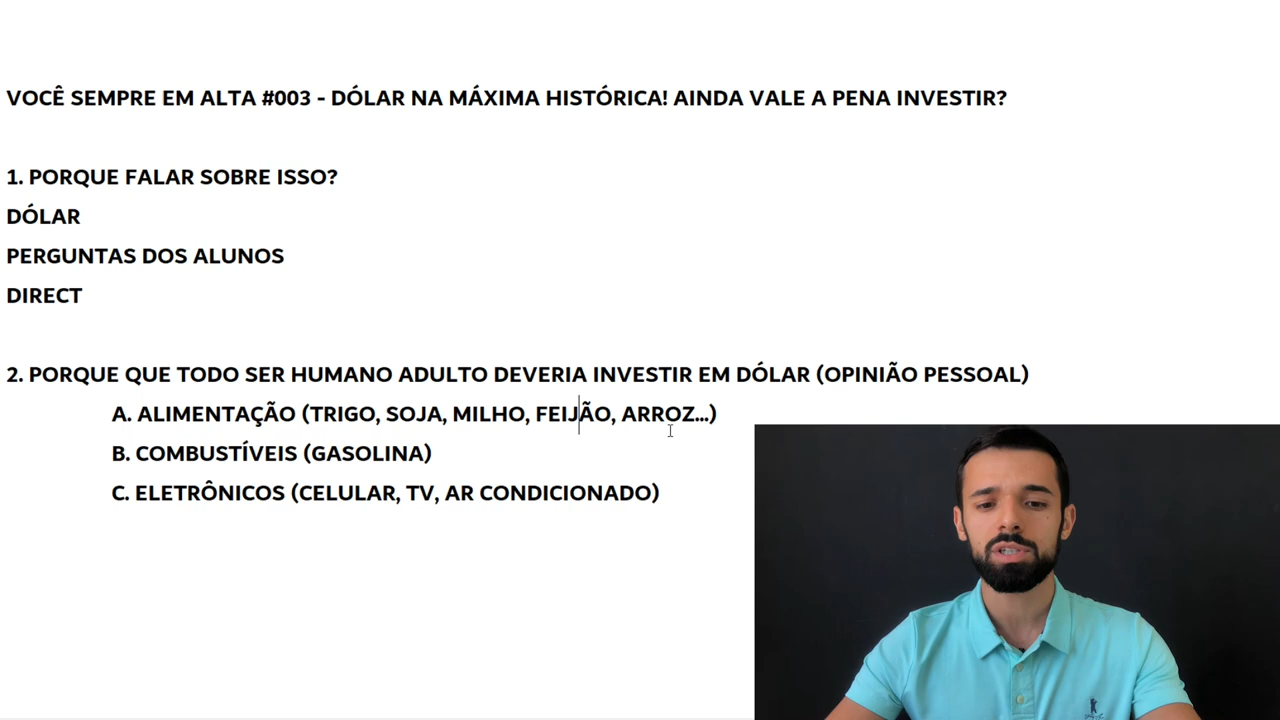 VOCÊ SEMPRE EM ALTA #003 - DÓLAR NA MÁXIMA HISTÓRICA! AINDA VALE A PENA INVESTIR?
1. PORQUE FALAR SOBRE ISSO?
DÓLAR
PERGUNTAS DOS ALUNOS
DIRECT
2. PORQUE QUE TODO SER HUMANO ADULTO DEVERIA INVESTIR EM DÓLAR (OPINIÃO PESSOAL)
A. ALIMENTAÇÃO (TRIGO, SOJA, MILHO, FEIJÃO, ARROZ...)
B. COMBUSTÍVEIS (GASOLINA)
C. ELETRÔNICOS (CELULAR, TV, AR CONDICIONADO)